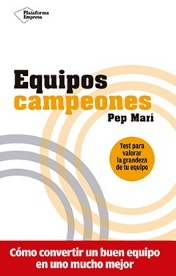 Plataforma
Empresa
Equipos
campeones
Pep Marí
Test para
valorar
la grandeza
de tu equipo
Cómo convertir un buen equipo
en uno mucho mejor